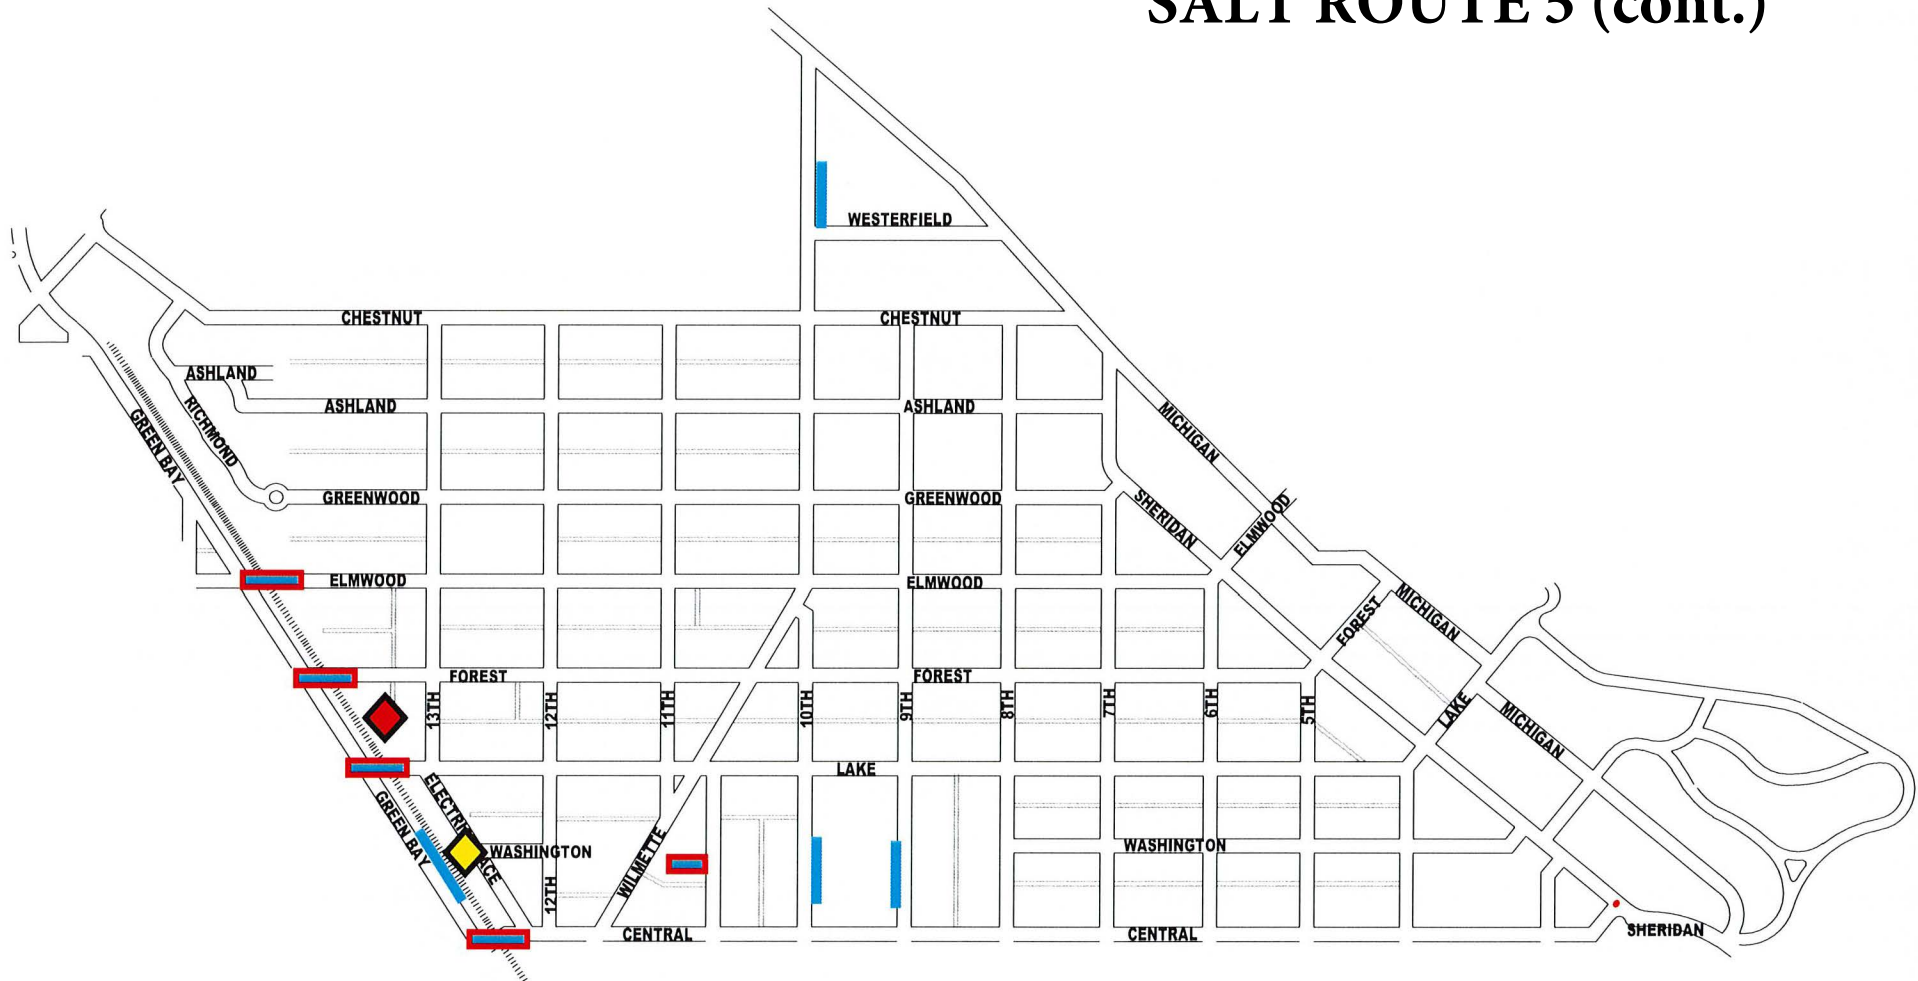 SALT ROUTE 5 (cont.)
WESTERFIELD
CHESTNUT
CHESTNUT
ASHLAND
ASHLAND
ASHLAND
RICHMOND
GREEN BAY
MICHIGAN
GREENWOOD
GREENWOOD
SHERIDAN
ELMWOOD
ELMWOOD
ELMWOOD
FOREST
MICHIGAN
FOREST
FOREST
13TH
12TH
11TH
10TH
9TH
8TH
7TH
6TH
5TH
LAKE
MICHIGAN
LAKE
GREEN BAY
WASHINGTON
WASHINGTON
WILMETTE
12TH
CENTRAL
CENTRAL
SHERIDAN